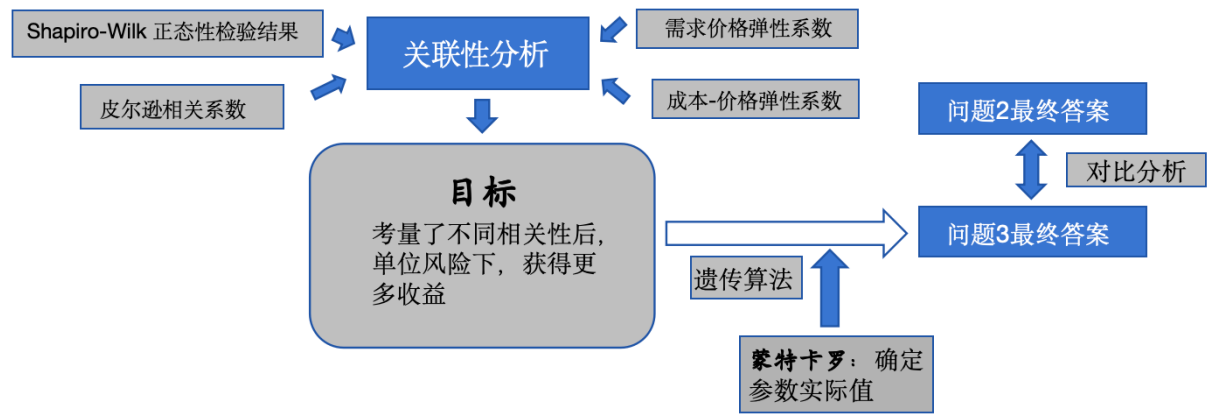 Shapiro-Wilk 正态性检验结果
关联性分析
需求价格弹性系数
皮尔逊相关系数
成本-价格弹性系数
问题2最终答案
对比分析
目标
考量了不同相关性后，
单位风险下，获得更
多收益
问题3最终答案
遗传算法
蒙特卡罗：确定
参数实际值